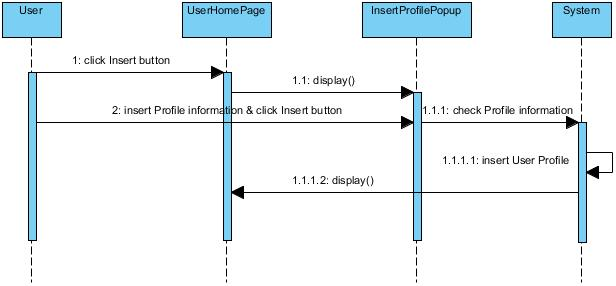 User
UserHomePage
InsertProfilePopup
System
1: click Insert button
1.1: display()
2: insert Profile information & click Insert button
1.1.1: check Profile information
1.1.1.1: insert User Profile
1.1.1.2: display()